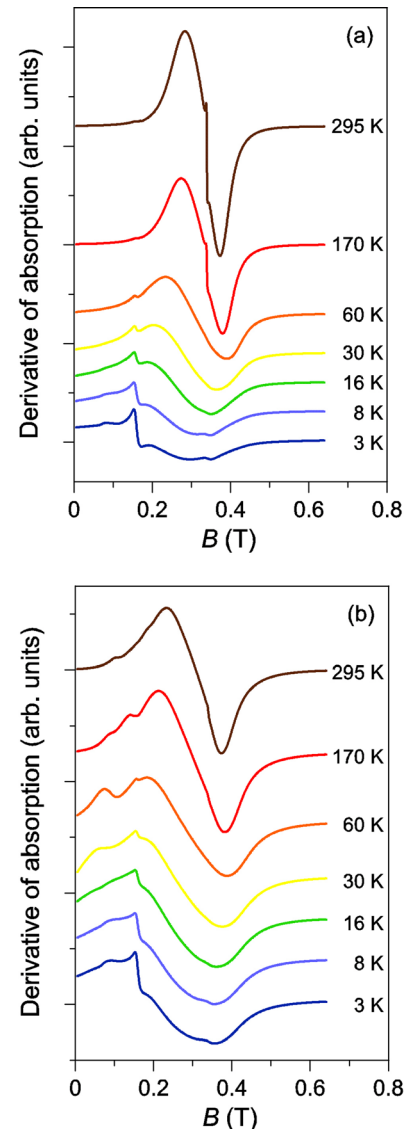 (a)
Derivative of absorption (arb. units)
295 K
170 K
60 K
30 K
16 K
8 K
3 K
0 0.2 0.4 0.6 0.8
B (T)
(b)
Derivative of absorption (arb. units)
295 K
170 K
60 K
30 K
16 K
8 K
3 K
0 0.2 0.4 0.6 0.8
B (T)